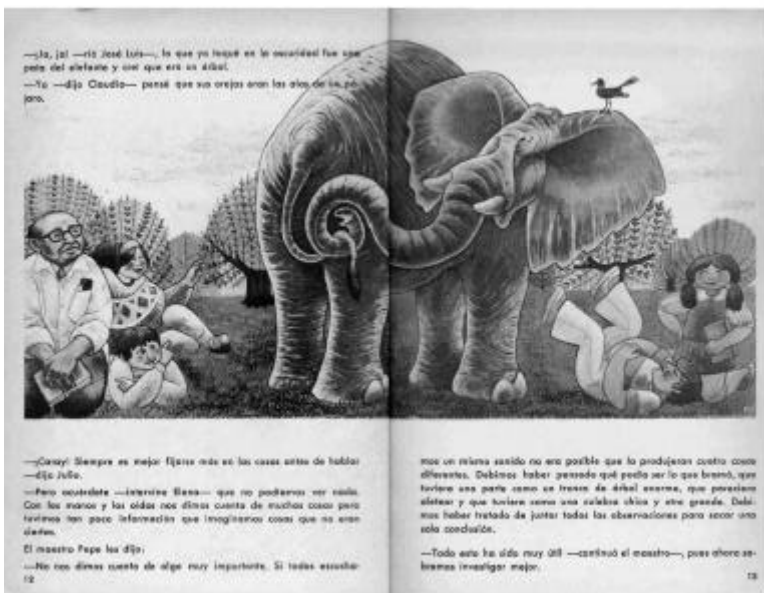 —¡Ja, ja! —rió José Luis—, lo que yo toqué en la oscuridad fue una
pata del elefante y creí que era un árbol.
—Yo —dijo Claudio— pensé que sus orejas eran las alas de un pá-
jaro.
—¡Caray! Siempre es mejor fijarse más en las cosas antes de hablar
—dijo Julio.
—Pero acuérdate —intervino Elena— que no podíamos ver nada.
Con las manos y los oídos nos dimos cuenta de muchas cosas pero
tuvimos tan poca información que imaginamos cosas que no eran
ciertas.
El maestro Pepe les dijo:
—No nos dimos cuenta de algo muy importante. Si todos escucha-
12
mos un mismo sonido no era posible que lo produjeran cuatro cosas
diferentes. Debimos haber pensado qué podía ser lo que bramó, que
tuviera una parte como un tronco de árbol enorme, que pareciera
aletear y que tuviera como una culebra chica y otra grande. Debi-
mos haber tratado de juntar todas las observaciones para sacar una
sola conclusión.
—Todo esto ha sido muy útil —continuó el maestro—, pues ahora sa-
bremos investigar mejor.
13